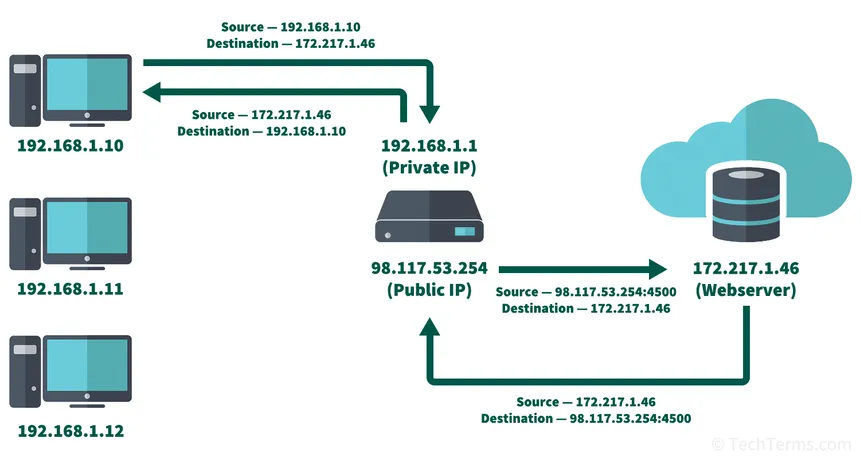 Source — 192.168.1.10
Destination — 172.217.1.46
Source — 172.217.1.46
Destination — 192.168.1.10
192.168.1.10
192.168.1.1
(Private IP)
192.168.1.11
98.117.53.254
(Public IP)
Source — 98.117.53.254:4500
Destination — 172.217.1.46
172.217.1.46
(Webserver)
Source — 172.217.1.46
Destination — 98.117.53.254:4500
192.168.1.12
© TechTerms.com